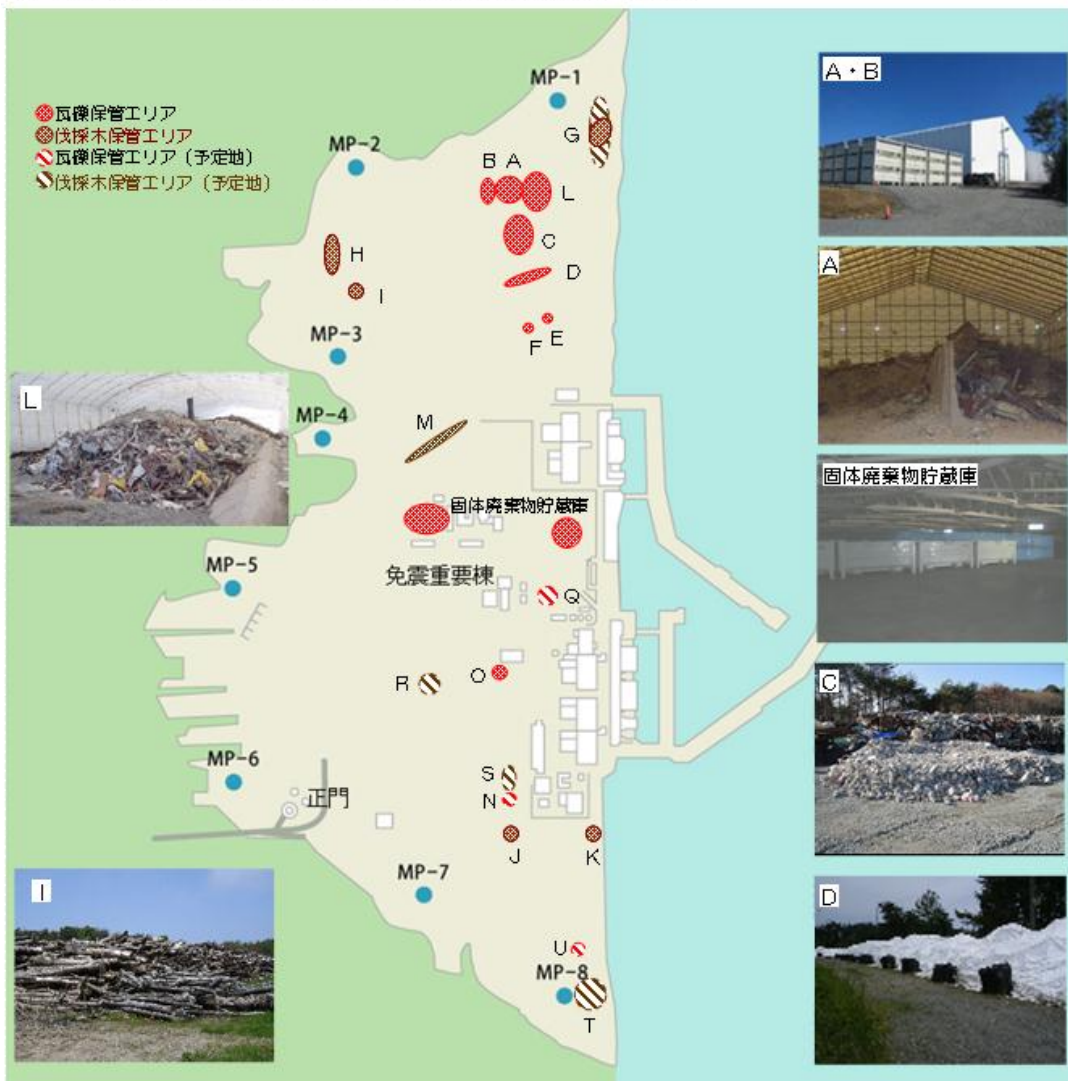 瓦礫保管エリア
伐採木保管エリア
瓦礫保管エリア（予定地）
伐採木保管エリア（予定地）
MP-1
MP-2
G
B
A
L
C
H
D
I
E
F
MP-3
MP-4
M
固体廃棄物貯蔵庫
MP-5
免震重要棟
Q
R
O
MP-6
S
正門
N
J
K
MP-7
U
MP-8
T
L
I
A・B
A
固体廃棄物貯蔵庫
C
D